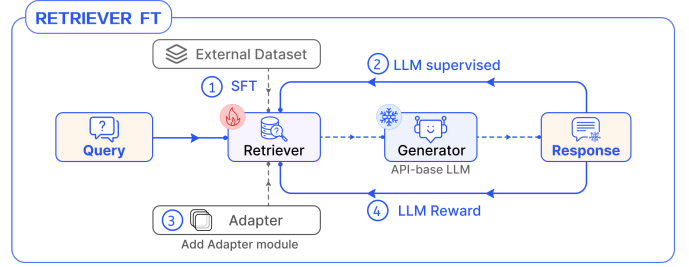 RETRIEVER FT
External Dataset
2 LLM supervised
1 SFT
?
Query
Retriever
Generator
Response
API-base LLM
3 Adapter
4 LLM Reward
Add Adapter module